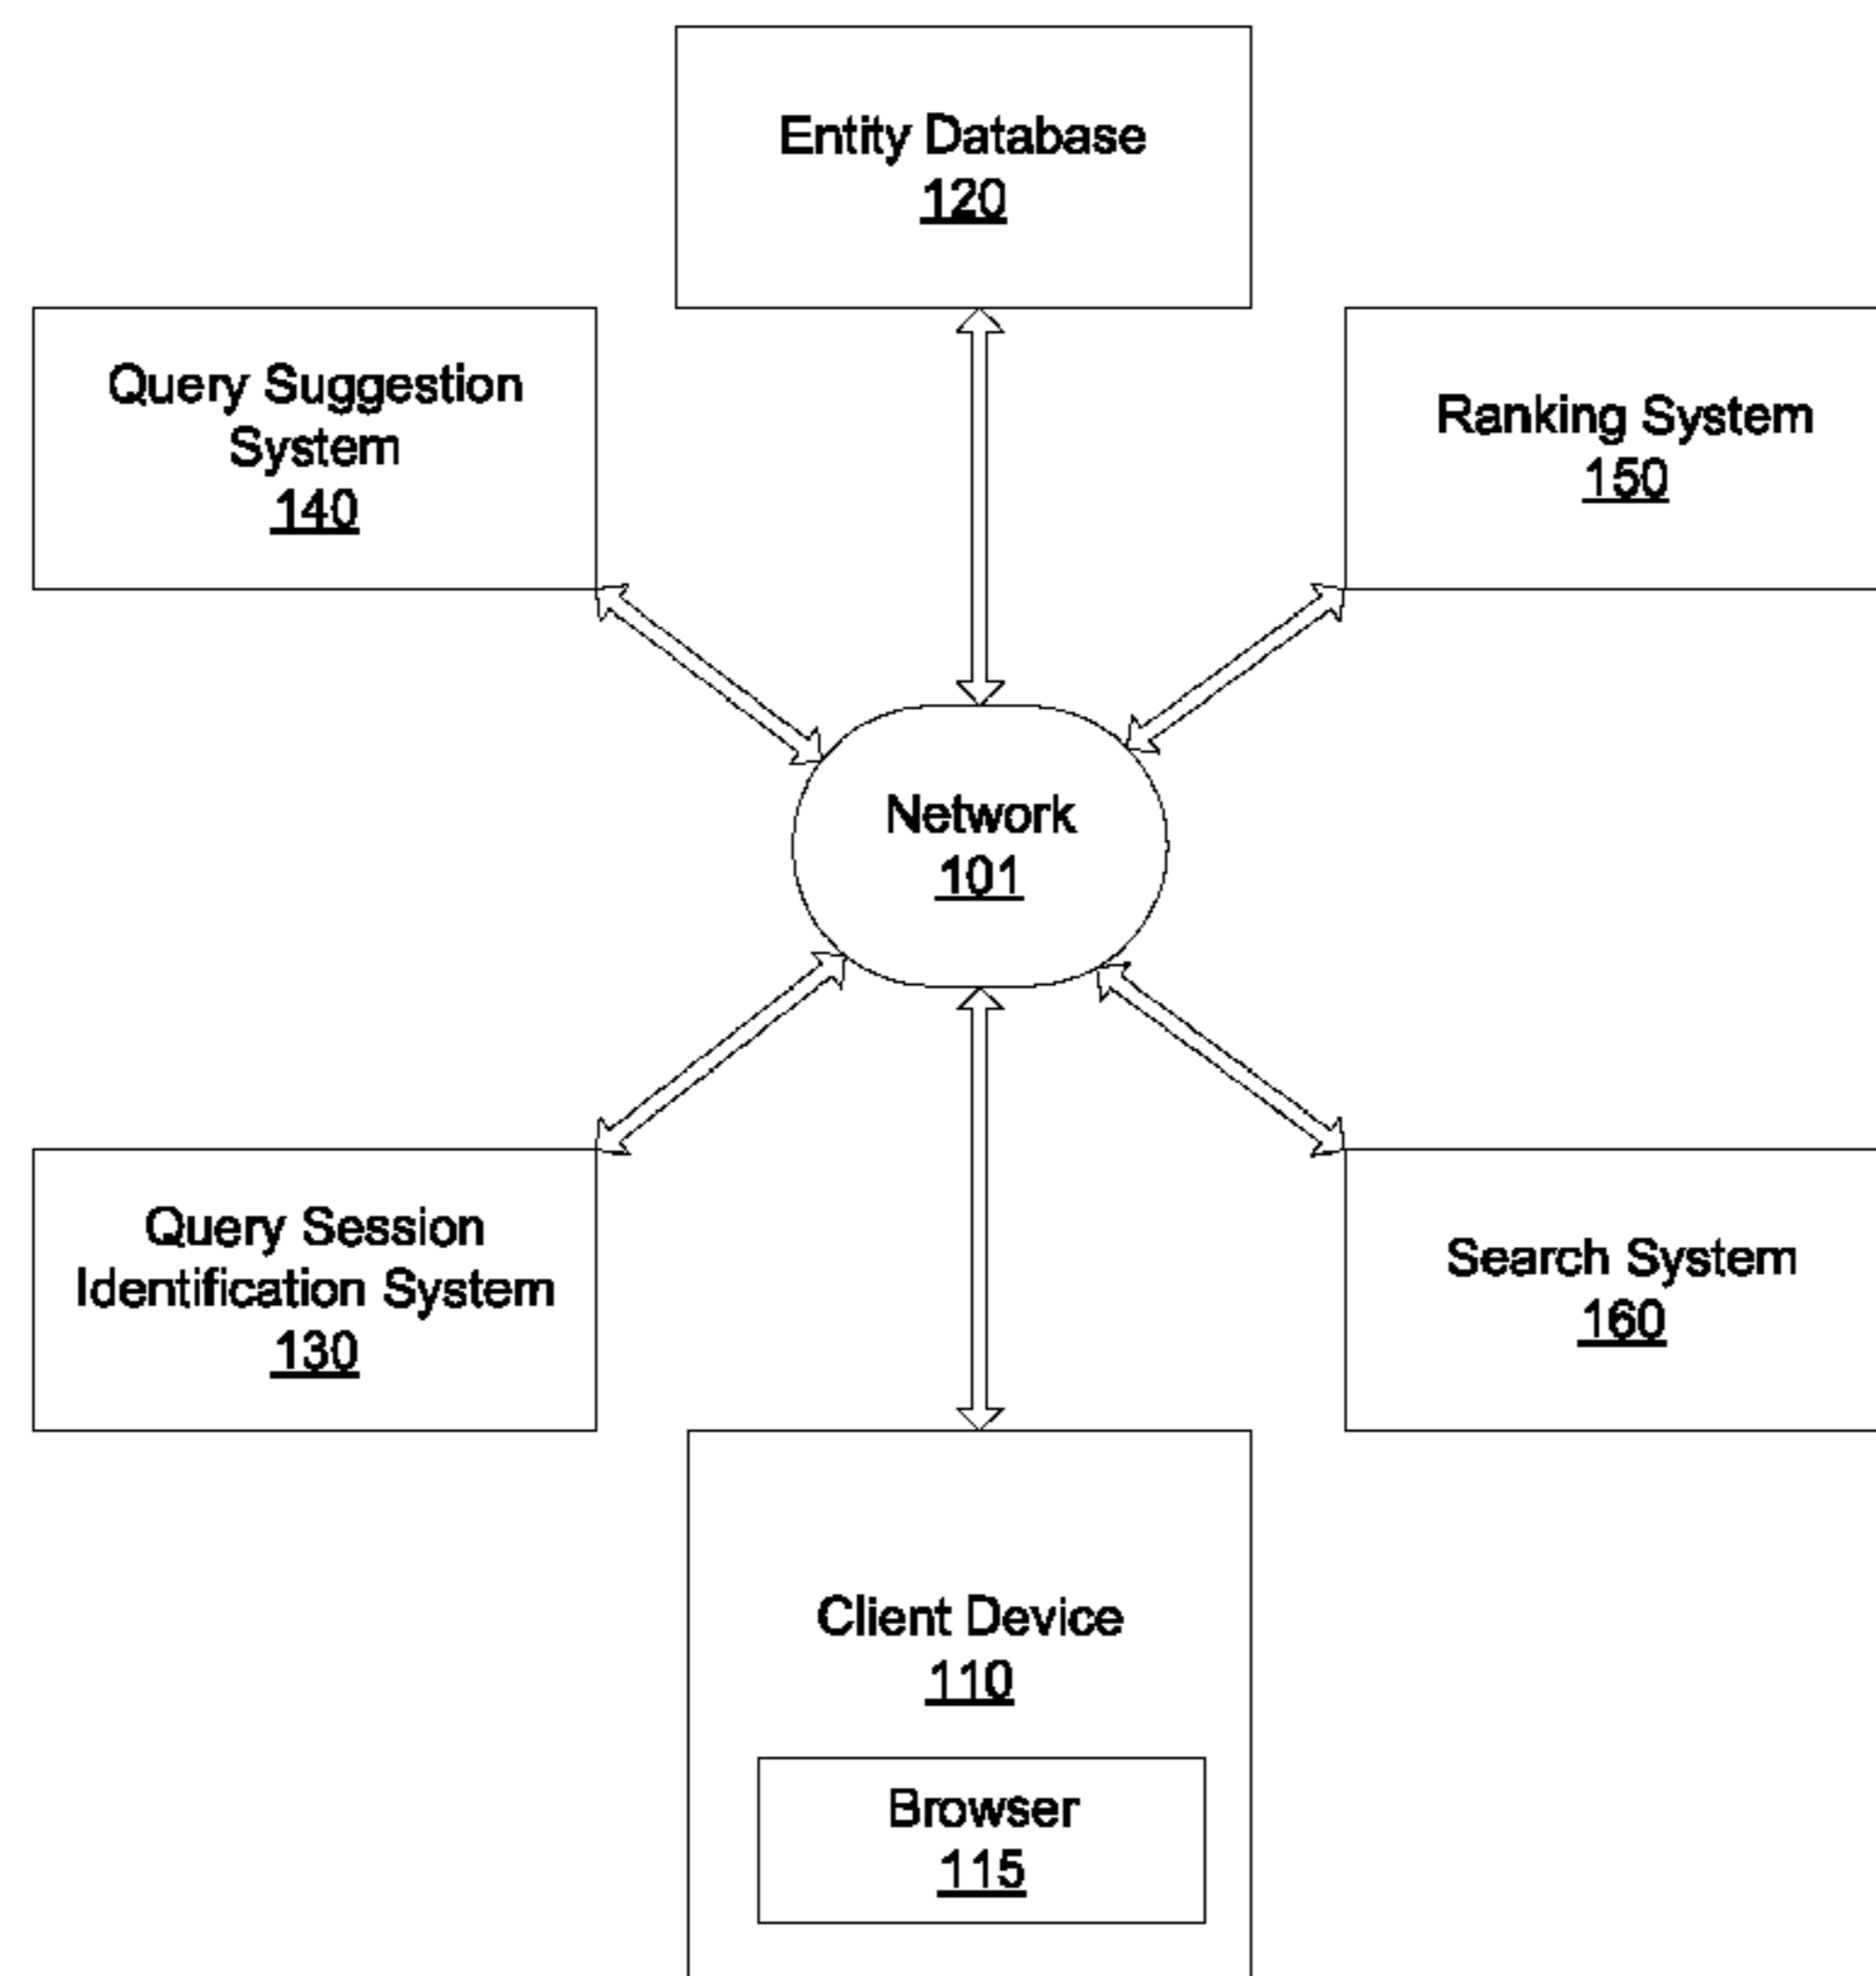 Entity Database
120
Query Suggestion
System
140
Ranking System
150
Network
101
Query Session
Identification System
130
Search System
160
Client Device
110
Browser
115